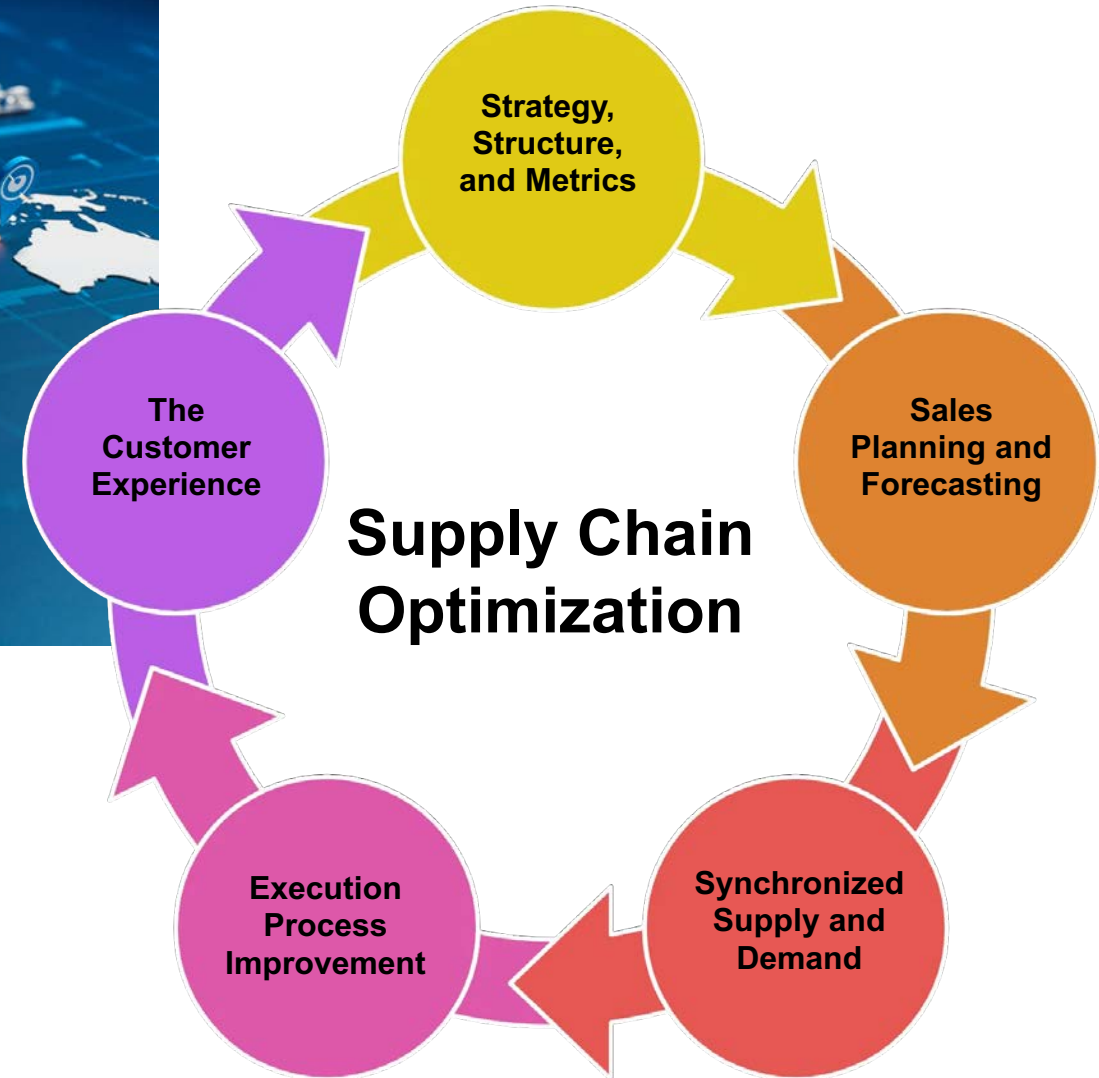 Strategy,
Structure,
and Metrics
Sales
Planning and
Forecasting
Synchronized
Supply and
Demand
Execution
Process
Improvement
The
Customer
Experience
Supply Chain
Optimization